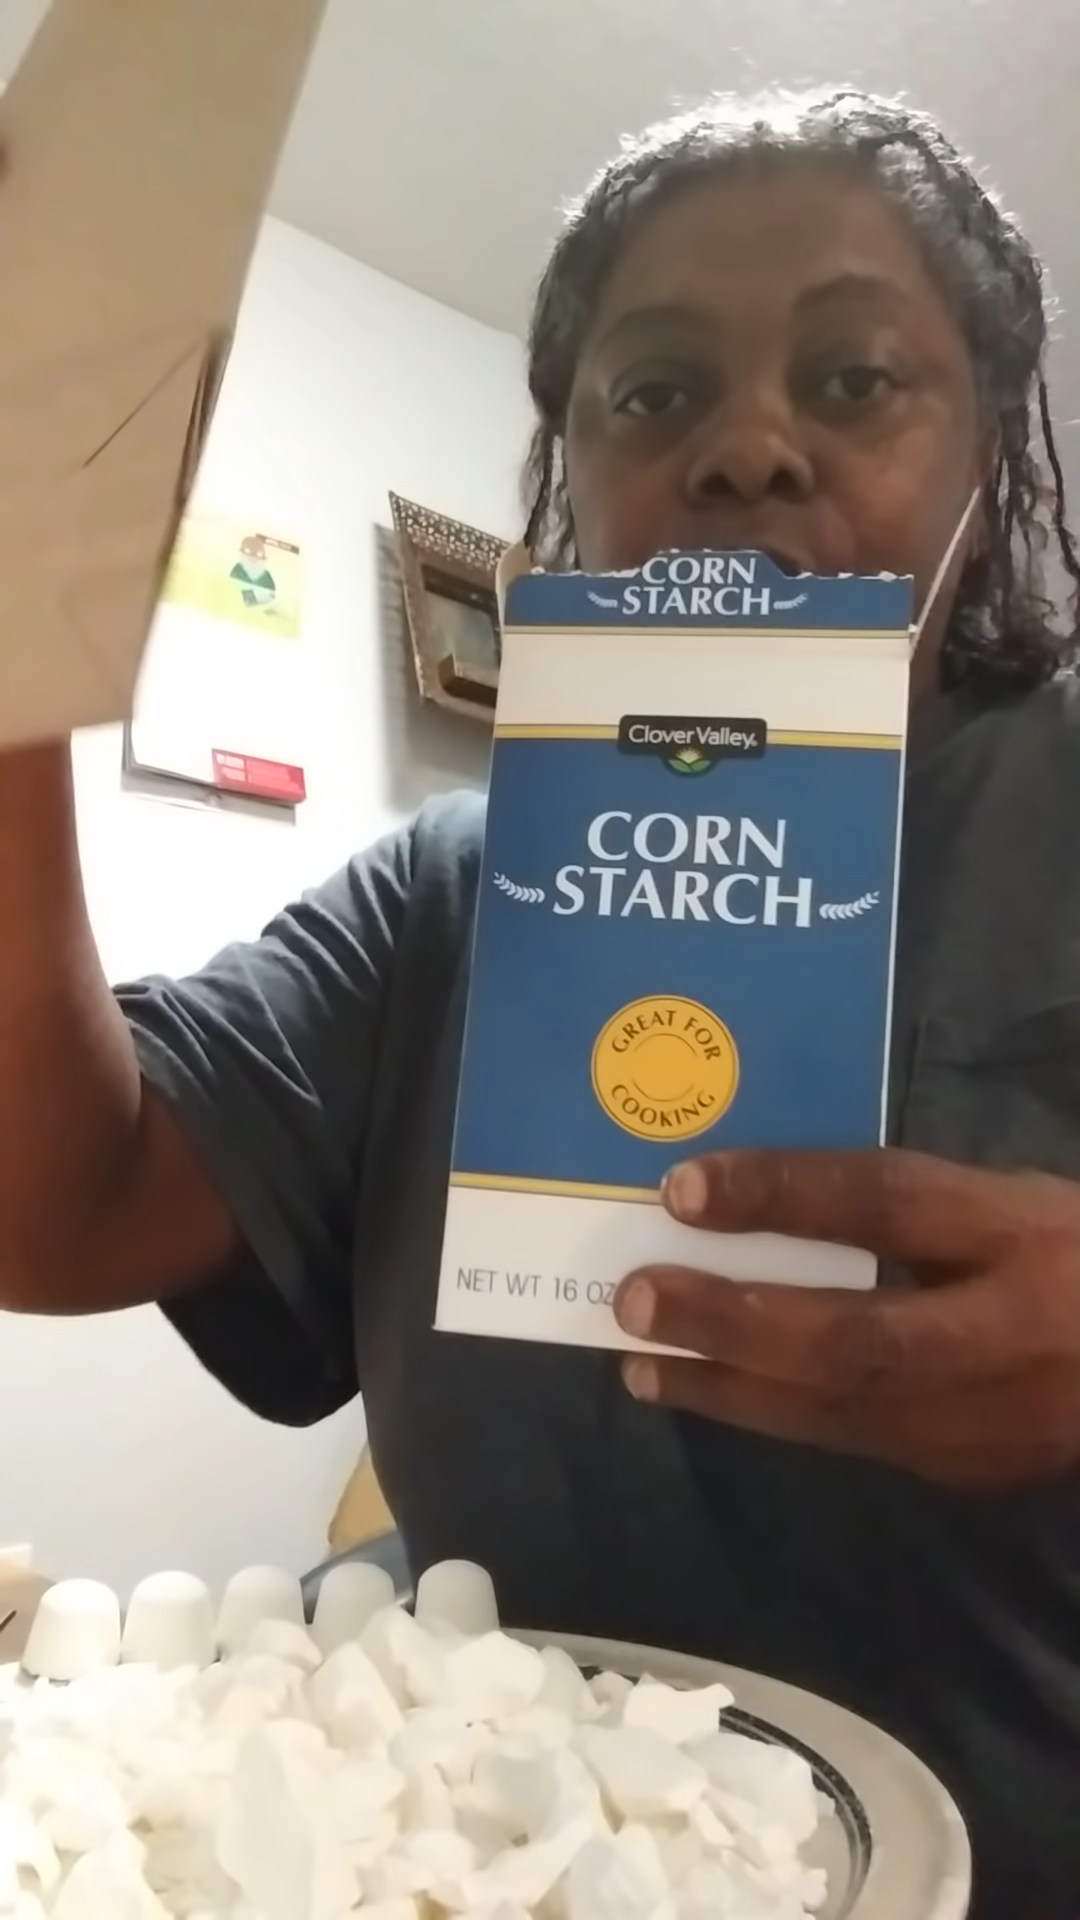 CORN
STARCH
Clover Valley®
CORN
STARCH
GREAT FOR
COOKING
NET WT 16 OZ